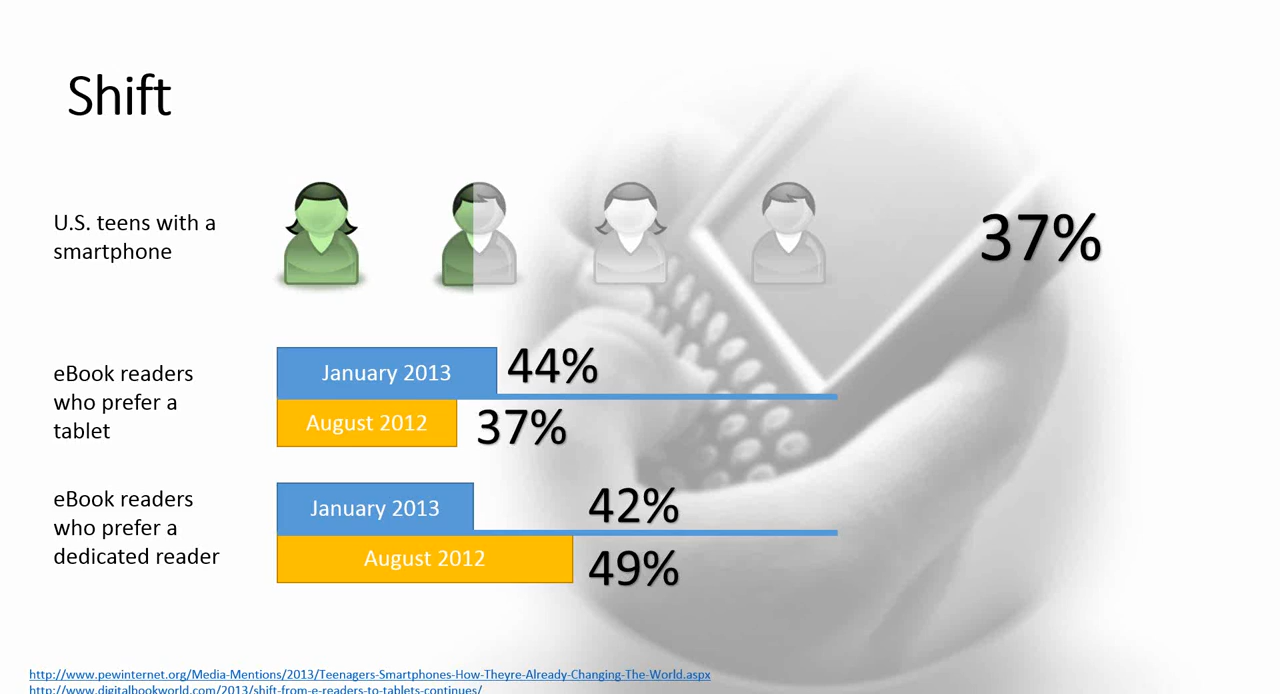 Shift
U.S. teens with a
smartphone
37%
eBook readers
who prefer a
tablet
January 2013
44%
August 2012
37%
eBook readers
who prefer a
dedicated reader
January 2013
42%
August 2012
49%
http://www.pewinternet.org/Media-Mentions/2013/Teenagers-Smartphones-How-Theyre-Already-Changing-The-World.aspx
http://www.digitalbookworld.com/2013/shift-from-e-readers-to-tablets-continues/